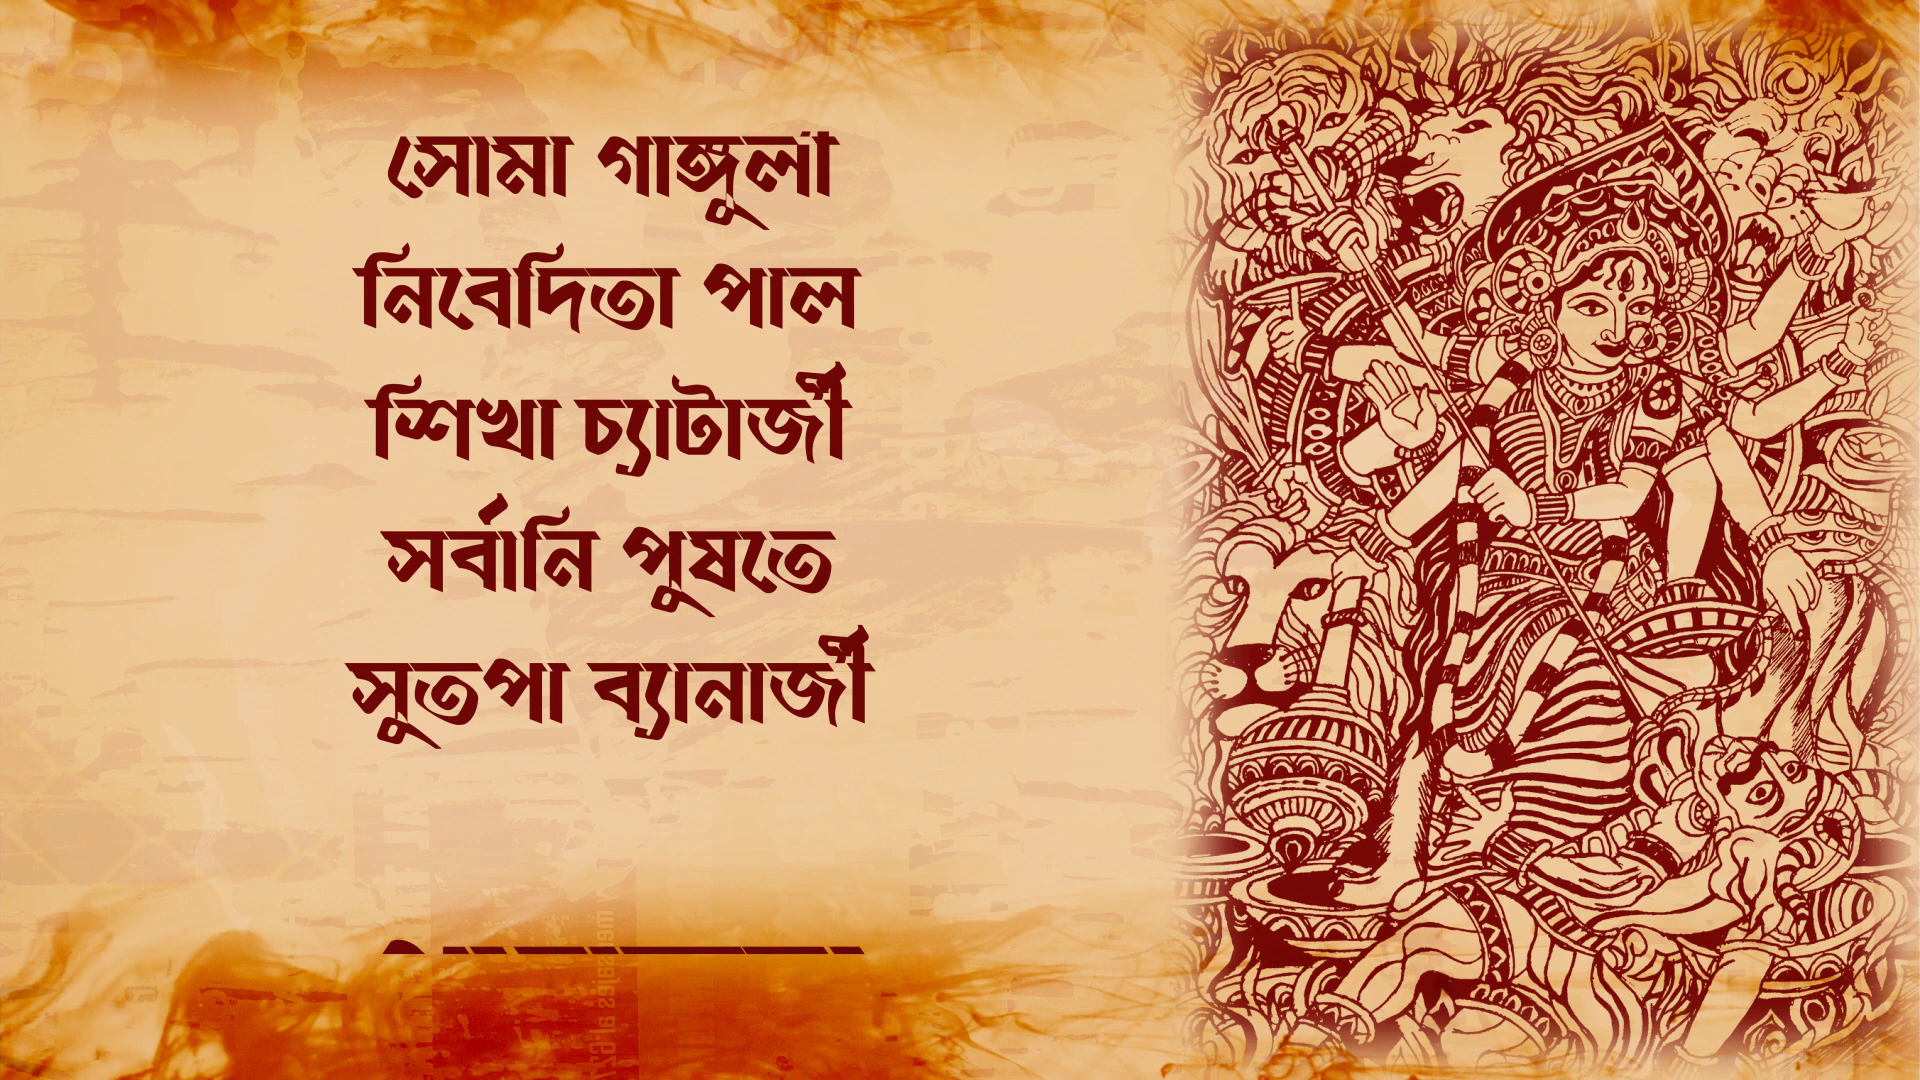 সোমা গাঙ্গুলী
নিবেদিতা পাল
শিখা চ্যাটার্জী
সর্বানি পুষতে
সুতপা ব্যানার্জী